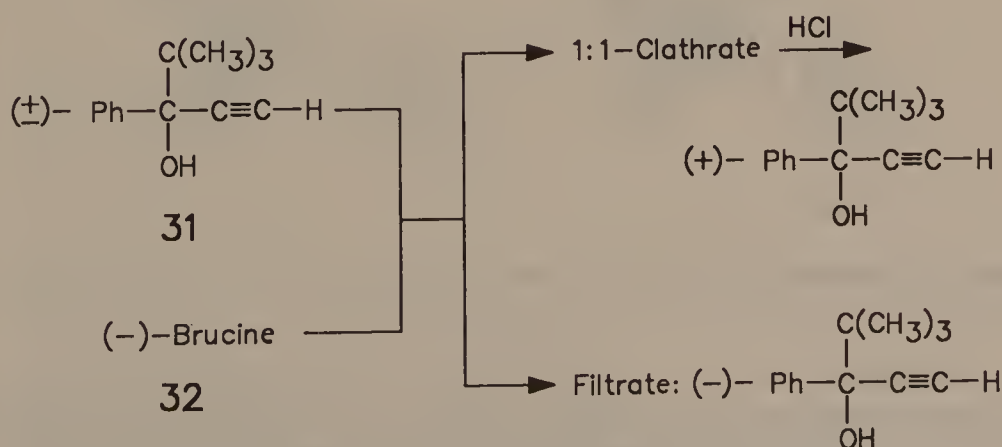 C(CH3)3
(±)- Ph—C—C≡C—H
OH
31
(-)-Brucine
32
1:1-Clathrate HCl
C(CH3)3
(+)- Ph—C—C≡C—H
OH
C(CH3)3
Filtrate: (-)- Ph—C—C≡C—H
OH